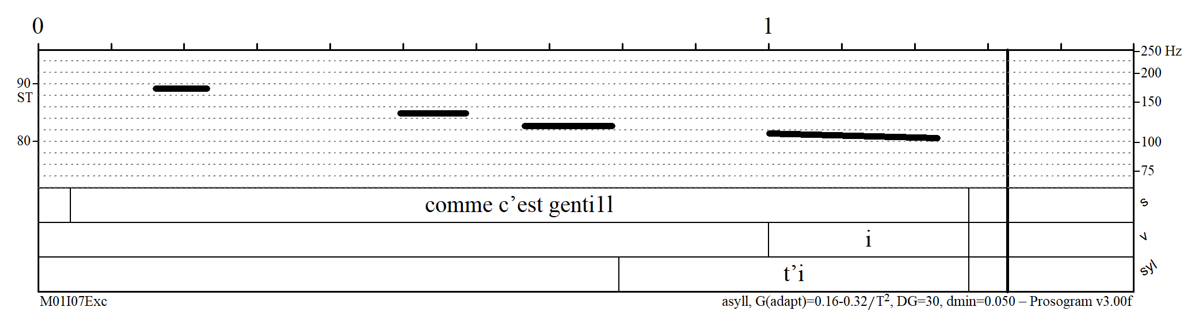 0 1
250 Hz
90 200
ST
150
80 100
75
comme c’est gentill s
i v
t’i syl
M01I07Exc asyll, G(adapt)=0.16-0.32/T², DG=30, dmin=0.050 – Prosogram v3.00f